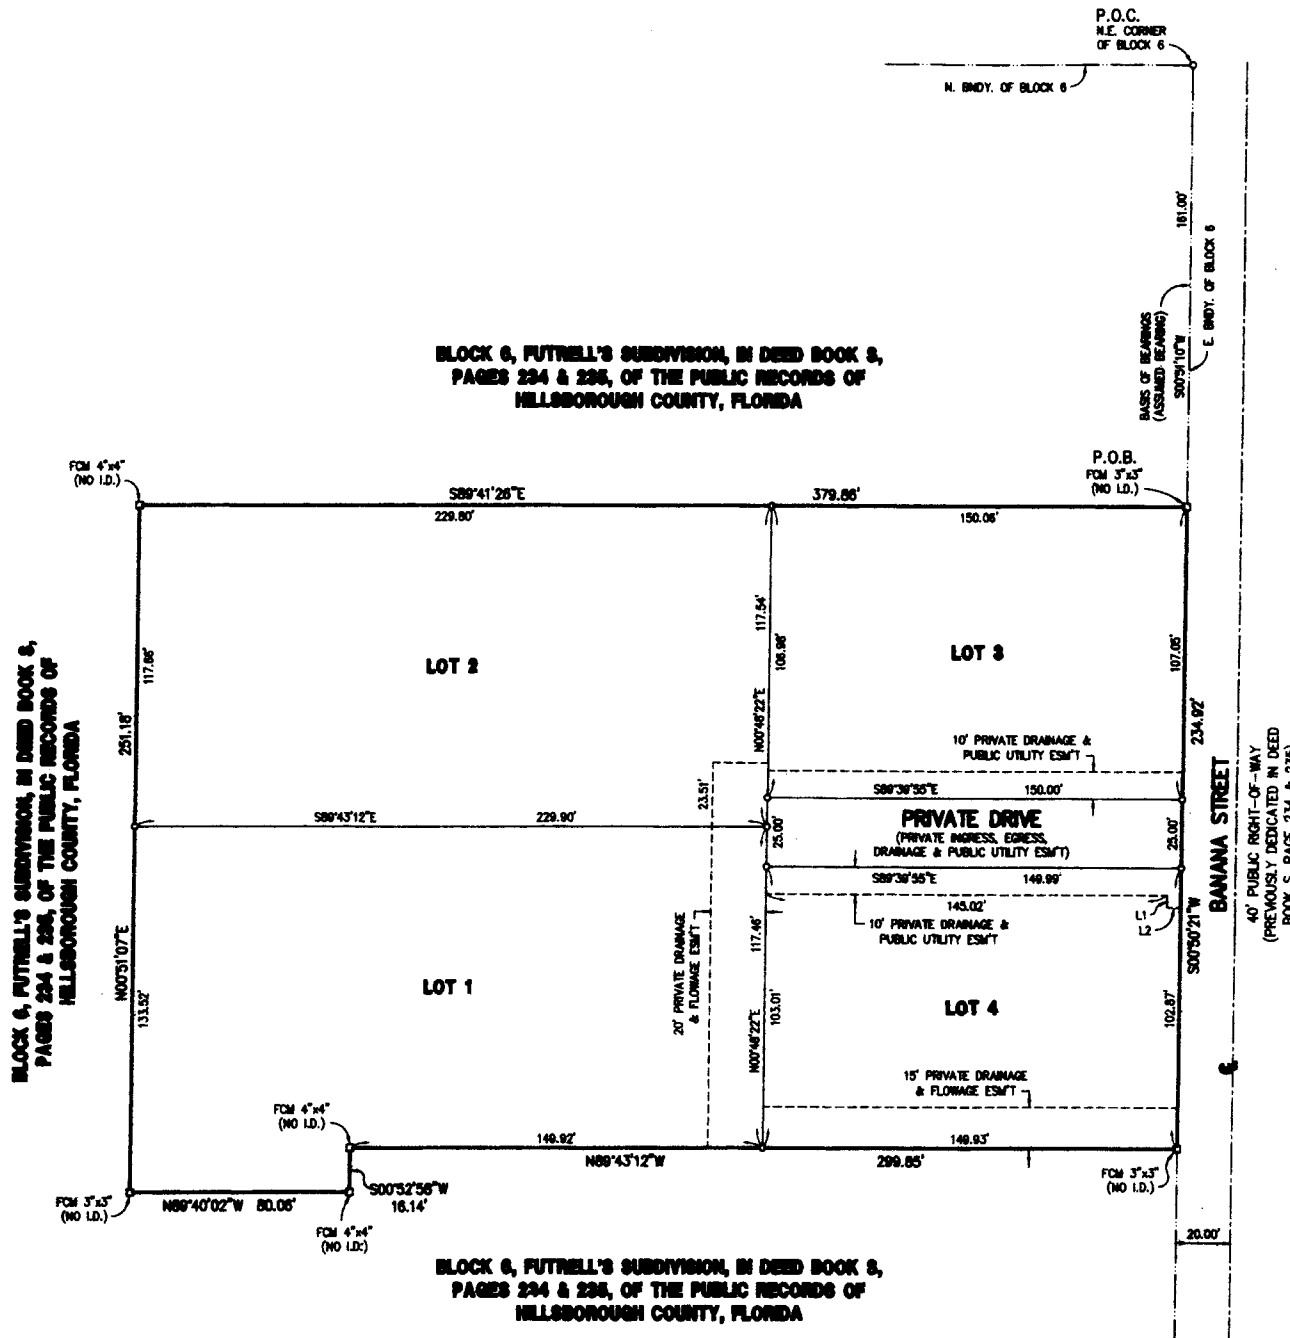 P.O.C.
N.E. CORNER
OF BLOCK 6
N. BNDY. OF BLOCK 6
161.00'
E. BNDY. OF BLOCK 6
BASIS OF BEARINGS
(ASSUMED BEARING)
S00°51'10"W
BLOCK 6, FUTRELL'S SUBDIVISION, IN DEED BOOK S,
PAGES 234 & 235, OF THE PUBLIC RECORDS OF
HILLSBOROUGH COUNTY, FLORIDA
P.O.B.
FCM 3"x3"
(NO I.D.)
FCM 4"x4"
(NO I.D.)
S89°41'26"E
379.86'
229.80'
150.06'
BLOCK 6, FUTRELL'S SUBDIVISION, IN DEED BOOK S,
PAGES 234 & 235, OF THE PUBLIC RECORDS OF
HILLSBOROUGH COUNTY, FLORIDA
117.66'
251.18'
N00°51'07"E
133.52'
LOT 2
117.54'
106.98'
N00°48'22"E
LOT 3
107.05'
234.92'
10' PRIVATE DRAINAGE &
PUBLIC UTILITY ESM'T
23.51'
S89°39'55"E
150.00'
S89°43'12"E
229.90'
25.00'
PRIVATE DRIVE
(PRIVATE INGRESS, EGRESS,
DRAINAGE & PUBLIC UTILITY ESM'T)
25.00'
S89°39'55"E
149.99'
BANANA STREET
40' PUBLIC RIGHT-OF-WAY
(PREVIOUSLY DEDICATED IN DEED
BOOK S, PAGE 234 & 235)
145.02'
L1
L2
10' PRIVATE DRAINAGE &
PUBLIC UTILITY ESM'T
20' PRIVATE DRAINAGE
& FLOWAGE ESM'T
117.46'
S00°50'21"W
LOT 1
103.01'
N00°48'22"E
LOT 4
102.87'
15' PRIVATE DRAINAGE
& FLOWAGE ESM'T
FCM 4"x4"
(NO I.D.)
149.92'
149.93'
N89°43'12"W
299.85'
FCM 3"x3"
(NO I.D.)
S00°52'56"W
16.14'
FCM 3"x3"
(NO I.D.)
N89°40'02"W 80.06'
FCM 4"x4"
(NO I.D.)
20.00'
BLOCK 6, FUTRELL'S SUBDIVISION, IN DEED BOOK S,
PAGES 234 & 235, OF THE PUBLIC RECORDS OF
HILLSBOROUGH COUNTY, FLORIDA